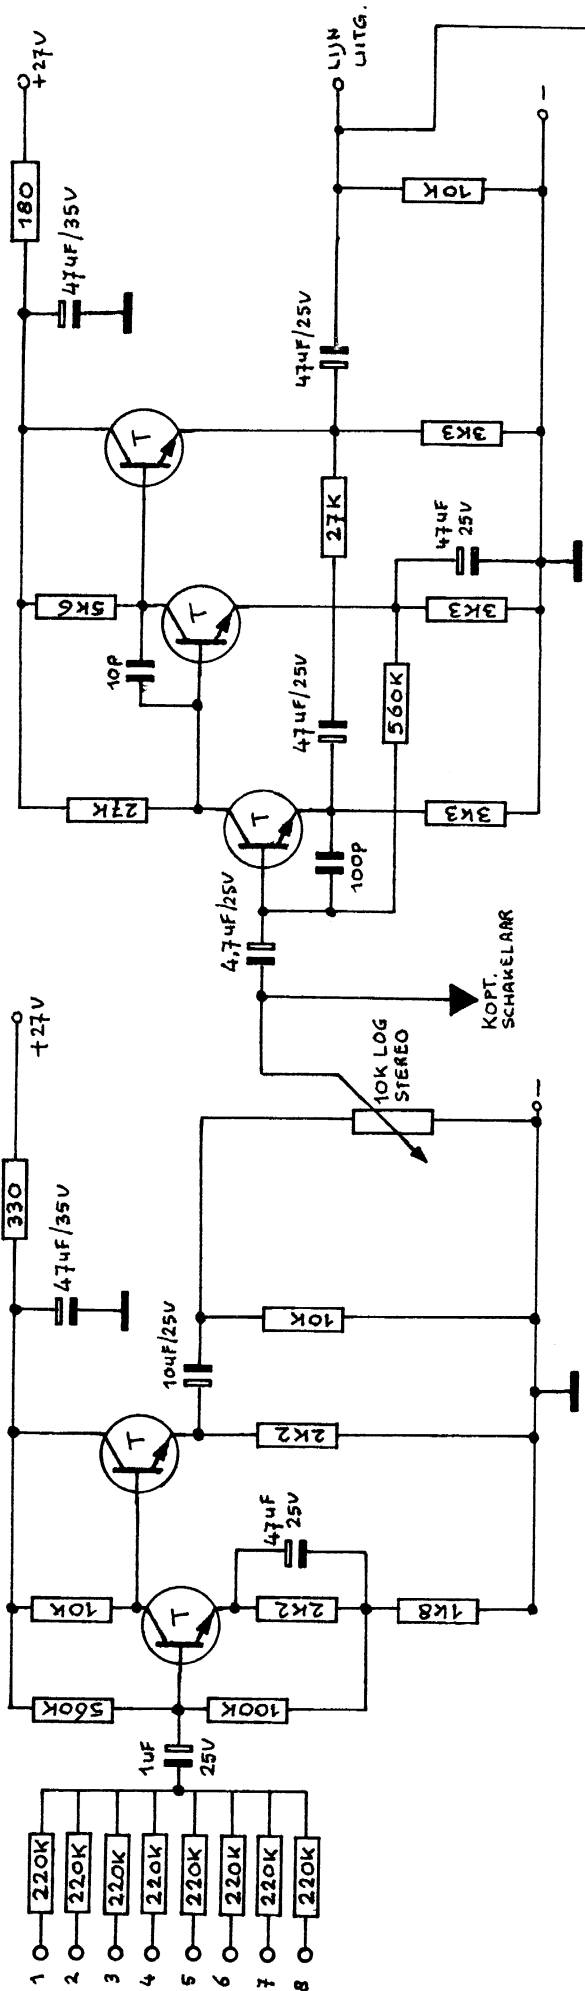 1
220K
2
220K
3
220K
4
220K
5
220K
6
220K
7
220K
8
220K
1uF
25V
560K
100K
10K
T
2K2
47uF
25V
1K8
T
2K2
10uF/25V
10K
47uF/35V
330
+27V
10K LOG
STEREO
-
KOPT.
SCHAKELAAR
4,7uF/25V
100p
T
27K
3K3
47uF/25V
560K
10p
T
5K6
3K3
47uF
25V
27K
T
3K3
47uF/25V
47uF/35V
180
+27V
10K
LIJN
UITG.
-